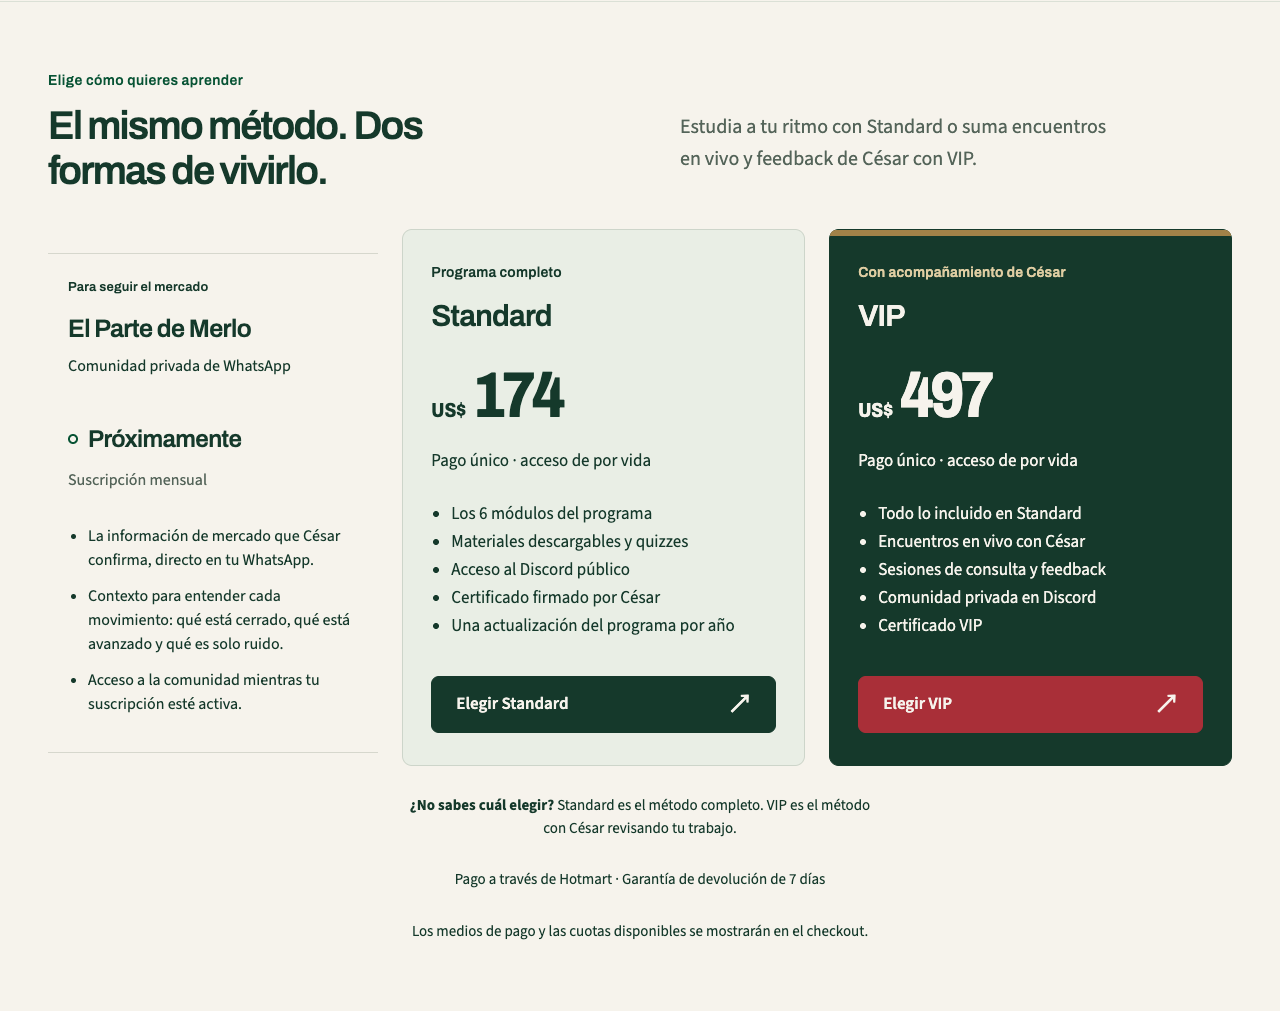 Elige cómo quieres aprender
El mismo método. Dos
formas de vivirlo.
Estudia a tu ritmo con Standard o suma encuentros
en vivo y feedback de César con VIP.
Para seguir el mercado
El Parte de Merlo
Comunidad privada de WhatsApp
Próximamente
Suscripción mensual
• La información de mercado que César
confirma, directo en tu WhatsApp.
• Contexto para entender cada
movimiento: qué está cerrado, qué está
avanzado y qué es solo ruido.
• Acceso a la comunidad mientras tu
suscripción esté activa.
Programa completo
Standard
US$ 174
Pago único · acceso de por vida
• Los 6 módulos del programa
• Materiales descargables y quizzes
• Acceso al Discord público
• Certificado firmado por César
• Una actualización del programa por año
Elegir Standard ↗
Con acompañamiento de César
VIP
US$ 497
Pago único · acceso de por vida
• Todo lo incluido en Standard
• Encuentros en vivo con César
• Sesiones de consulta y feedback
• Comunidad privada en Discord
• Certificado VIP
Elegir VIP ↗
¿No sabes cuál elegir? Standard es el método completo. VIP es el método
con César revisando tu trabajo.
Pago a través de Hotmart · Garantía de devolución de 7 días
Los medios de pago y las cuotas disponibles se mostrarán en el checkout.